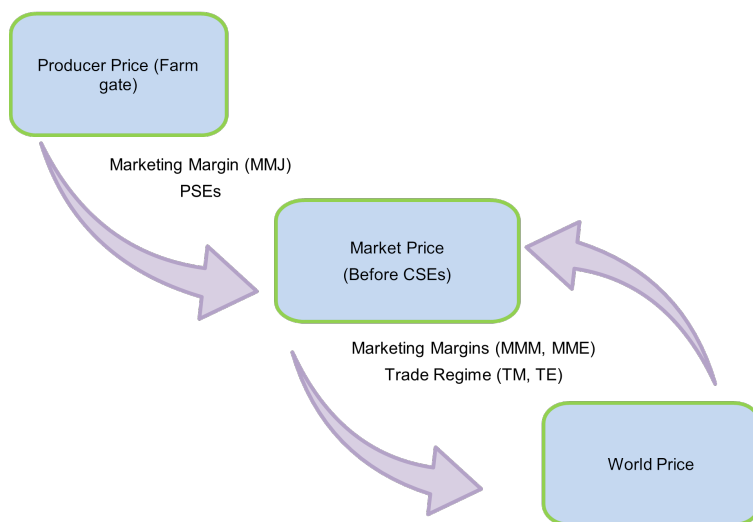 Producer Price (Farm
gate)
Marketing Margin (MMJ)
PSEs
Market Price
(Before CSEs)
Marketing Margins (MMM, MME)
Trade Regime (TM, TE)
World Price